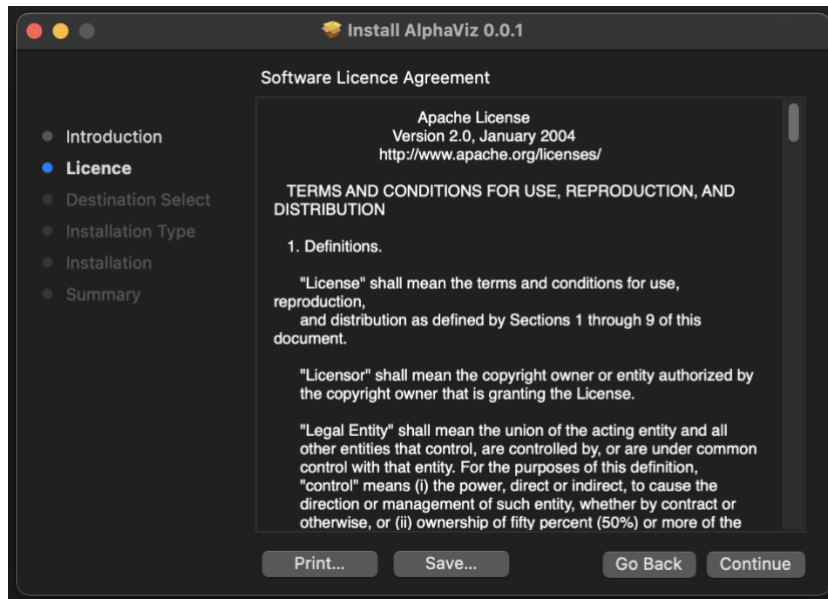 Install AlphaViz 0.0.1
Introduction
Licence
Destination Select
Installation Type
Installation
Summary
Software Licence Agreement
Apache License
Version 2.0, January 2004
http://www.apache.org/licenses/
TERMS AND CONDITIONS FOR USE, REPRODUCTION, AND
DISTRIBUTION
1. Definitions.
"License" shall mean the terms and conditions for use,
reproduction,
and distribution as defined by Sections 1 through 9 of this
document.
"Licensor" shall mean the copyright owner or entity authorized by
the copyright owner that is granting the License.
"Legal Entity" shall mean the union of the acting entity and all
other entities that control, are controlled by, or are under common
control with that entity. For the purposes of this definition,
"control" means (i) the power, direct or indirect, to cause the
direction or management of such entity, whether by contract or
otherwise, or (ii) ownership of fifty percent (50%) or more of the
Print...
Save...
Go Back
Continue